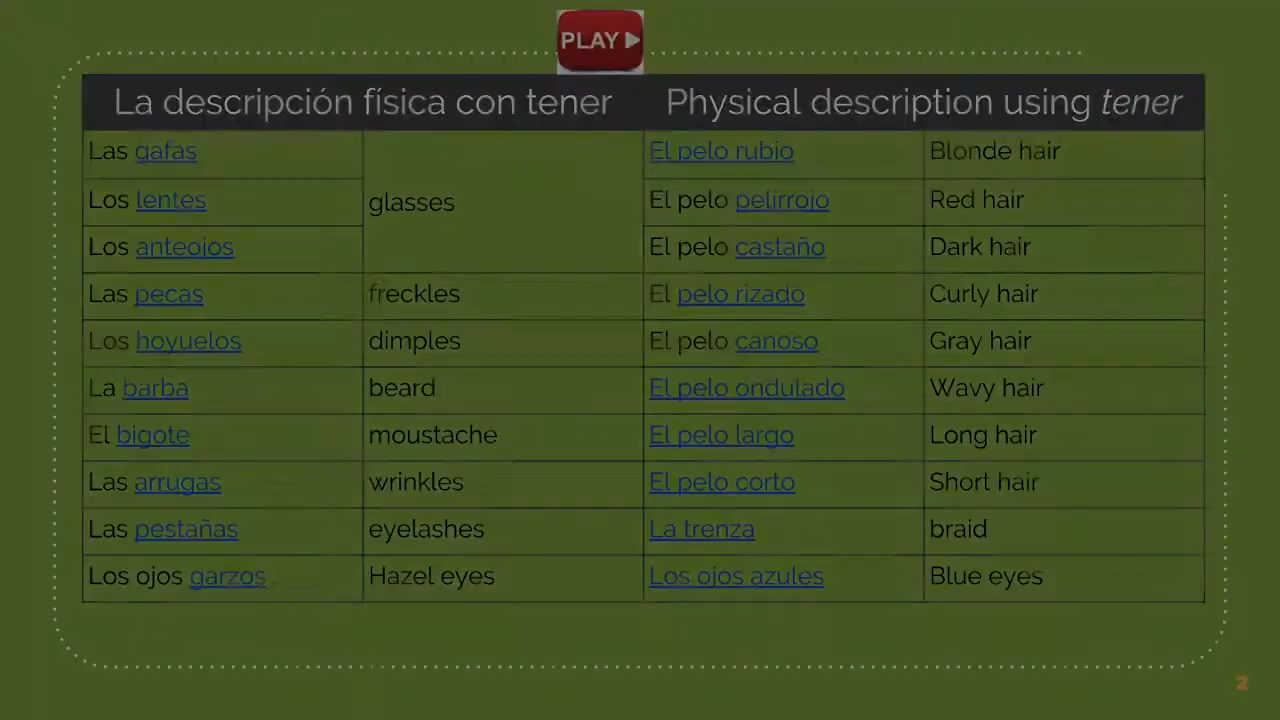 PLAY
La descripción física con tener Physical description using tener
Las gafas El pelo rubio Blonde hair
Los lentes glasses El pelo pelirrojo Red hair
Los anteojos El pelo castaño Dark hair
Las pecas freckles El pelo rizado Curly hair
Los hoyuelos dimples El pelo canoso Gray hair
La barba beard El pelo ondulado Wavy hair
El bigote moustache El pelo largo Long hair
Las arrugas wrinkles El pelo corto Short hair
Las pestañas eyelashes La trenza braid
Los ojos garzos Hazel eyes Los ojos azules Blue eyes
2